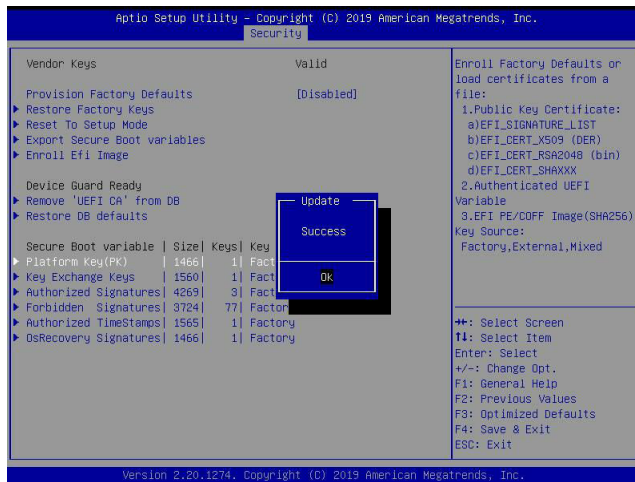 Aptio Setup Utility – Copyright (C) 2019 American Megatrends, Inc.
Security
Vendor Keys Valid
Provision Factory Defaults [Disabled]
Restore Factory Keys
Reset To Setup Mode
Export Secure Boot variables
Enroll Efi Image
Device Guard Ready
Remove 'UEFI CA' from DB
Restore DB defaults
Secure Boot variable | Size| Keys| Key
Platform Key(PK) | 1466| 1| Fact
Key Exchange Keys | 1560| 1| Fact
Authorized Signatures| 4269| 3| Fact
Forbidden Signatures| 3724| 77| Factor
Authorized TimeStamps| 1565| 1| Factory
OsRecovery Signatures| 1466| 1| Factory
Update
Success
Ok
Enroll Factory Defaults or
load certificates from a
file:
1.Public Key Certificate:
a)EFI_SIGNATURE_LIST
b)EFI_CERT_X509 (DER)
c)EFI_CERT_RSA2048 (bin)
d)EFI_CERT_SHAXXX
2.Authenticated UEFI
Variable
3.EFI PE/COFF Image(SHA256)
Key Source:
Factory,External,Mixed
→←: Select Screen
↑↓: Select Item
Enter: Select
+/-: Change Opt.
F1: General Help
F2: Previous Values
F3: Optimized Defaults
F4: Save & Exit
ESC: Exit
Version 2.20.1274. Copyright (C) 2019 American Megatrends, Inc.